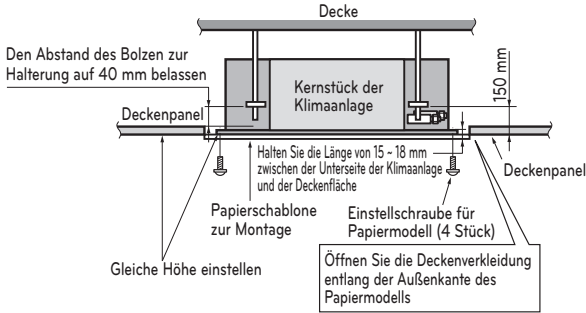 Decke
Den Abstand des Bolzen zur
Halterung auf 40 mm belassen
Kernstück der
Klimaanlage
150 mm
Deckenpanel
Halten Sie die Länge von 15 ~ 18 mm
zwischen der Unterseite der Klimaanlage
und der Deckenfläche
Deckenpanel
Papierschablone
zur Montage
Einstellschraube für
Papiermodell (4 Stück)
Gleiche Höhe einstellen
Öffnen Sie die Deckenverkleidung
entlang der Außenkante des
Papiermodells